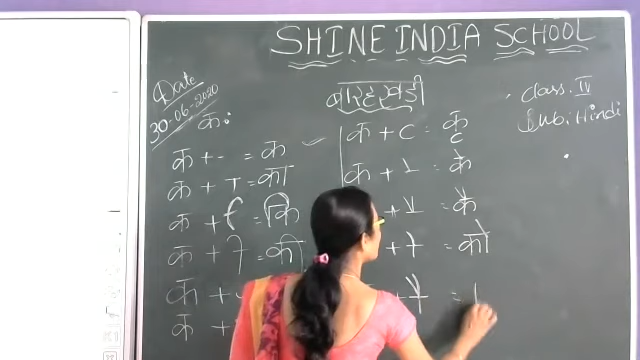 SHINE INDIA SCHOOL
Date
30-06-2020
class. IV
Sub: Hindi
बारहखडी
कः
क + - = क
क + ा = का
क + ि = कि
क + ी = की
क +
क +
क + ृ = कृ
क + े = के
+ ै = कै
+ ो = को
+ ौ =